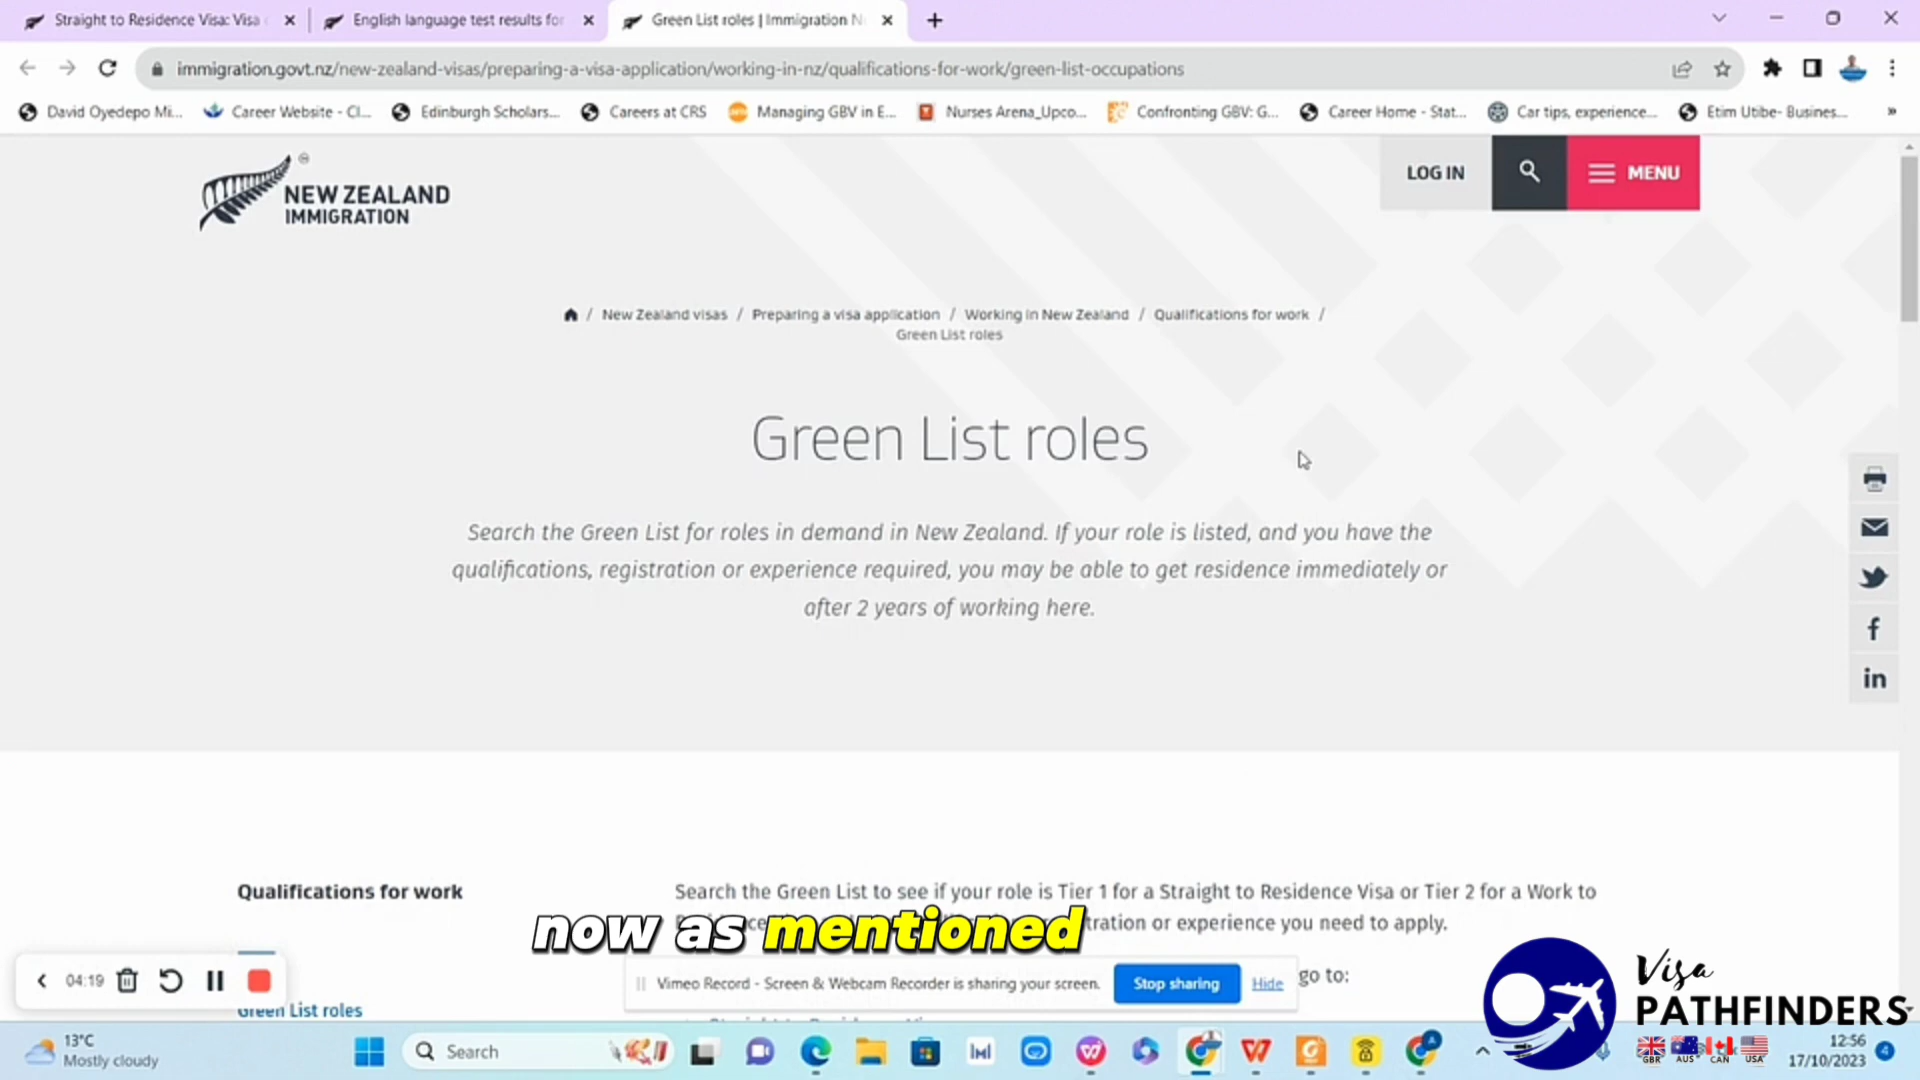 Straight to Residence Visa: Visa
English language test results for
Green List roles | Immigration N
immigration.govt.nz/new-zealand-visas/preparing-a-visa-application/working-in-nz/qualifications-for-work/green-list-occupations
David Oyedepo Mi...
Career Website - Cl...
Edinburgh Scholars...
Careers at CRS
Managing GBV in E...
Nurses Arena_Upco...
Confronting GBV: G...
Career Home - Stat...
Car tips, experience...
Etim Utibe- Busines...
NEW ZEALAND
IMMIGRATION
LOG IN
MENU
/ New Zealand visas / Preparing a visa application / Working in New Zealand / Qualifications for work /
Green List roles
Green List roles
Search the Green List for roles in demand in New Zealand. If your role is listed, and you have the
qualifications, registration or experience required, you may be able to get residence immediately or
after 2 years of working here.
Qualifications for work
Search the Green List to see if your role is Tier 1 for a Straight to Residence Visa or Tier 2 for a Work to
tration or experience you need to apply.
now as mentioned
go to:
04:19
Vimeo Record - Screen & Webcam Recorder is sharing your screen.
Stop sharing
Hide
Green List roles
Visa
PATHFINDERS
GBR AUS CAN USA
13°C
Mostly cloudy
Search
12:56
17/10/2023
4